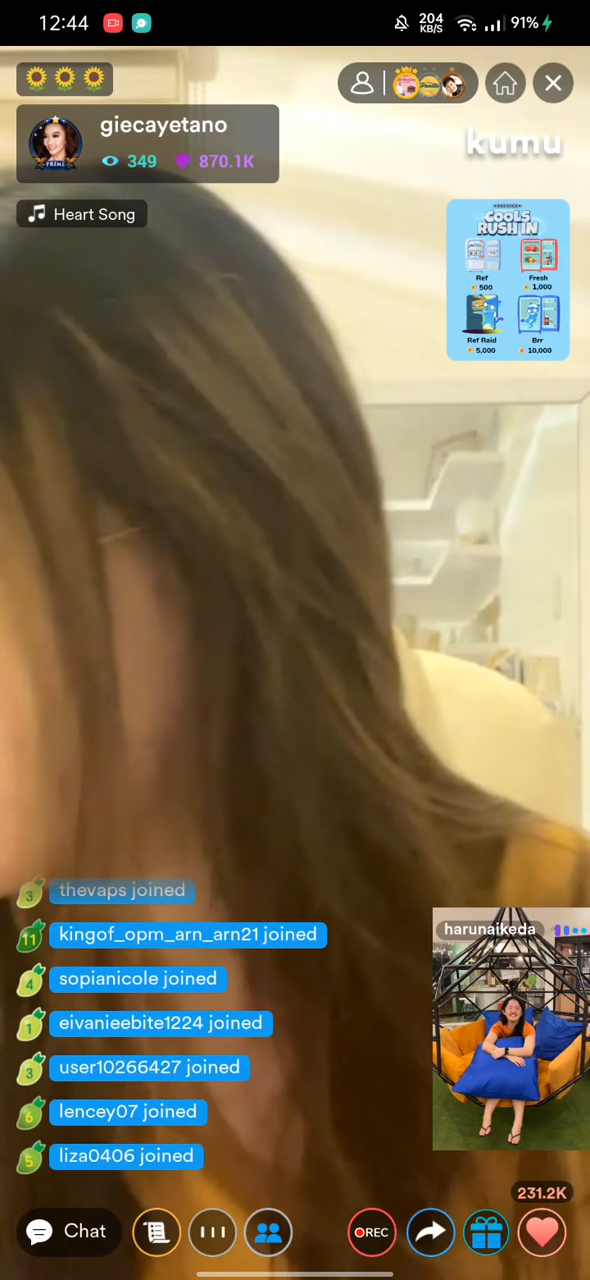 12:44
204
KB/S
91%
giecayetano
PRIME
349
870.1K
kumu
Heart Song
COOLS
RUSH IN
Ref
500
Fresh
1,000
Ref Raid
5,000
Brr
10,000
3 thevaps joined
11 kingof_opm_arn_arn21 joined
4 sopianicole joined
1 eivanieebite1224 joined
3 user10266427 joined
6 lencey07 joined
5 liza0406 joined
harunaikeda
231.2K
Chat
REC